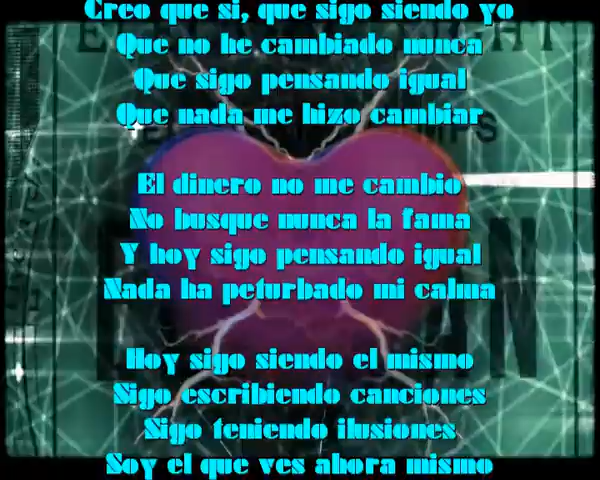 Creo que si, que sigo siendo yo
Que no he cambiado nunca
Que sigo pensando igual
Que nada me hizo cambiar
El dinero no me cambio
No busque nunca la fama
Y hoy sigo pensando igual
Nada ha peturbado mi calma
Hoy sigo siendo el mismo
Sigo escribiendo canciones
Sigo teniendo ilusiones
Soy el que ves ahora mismo